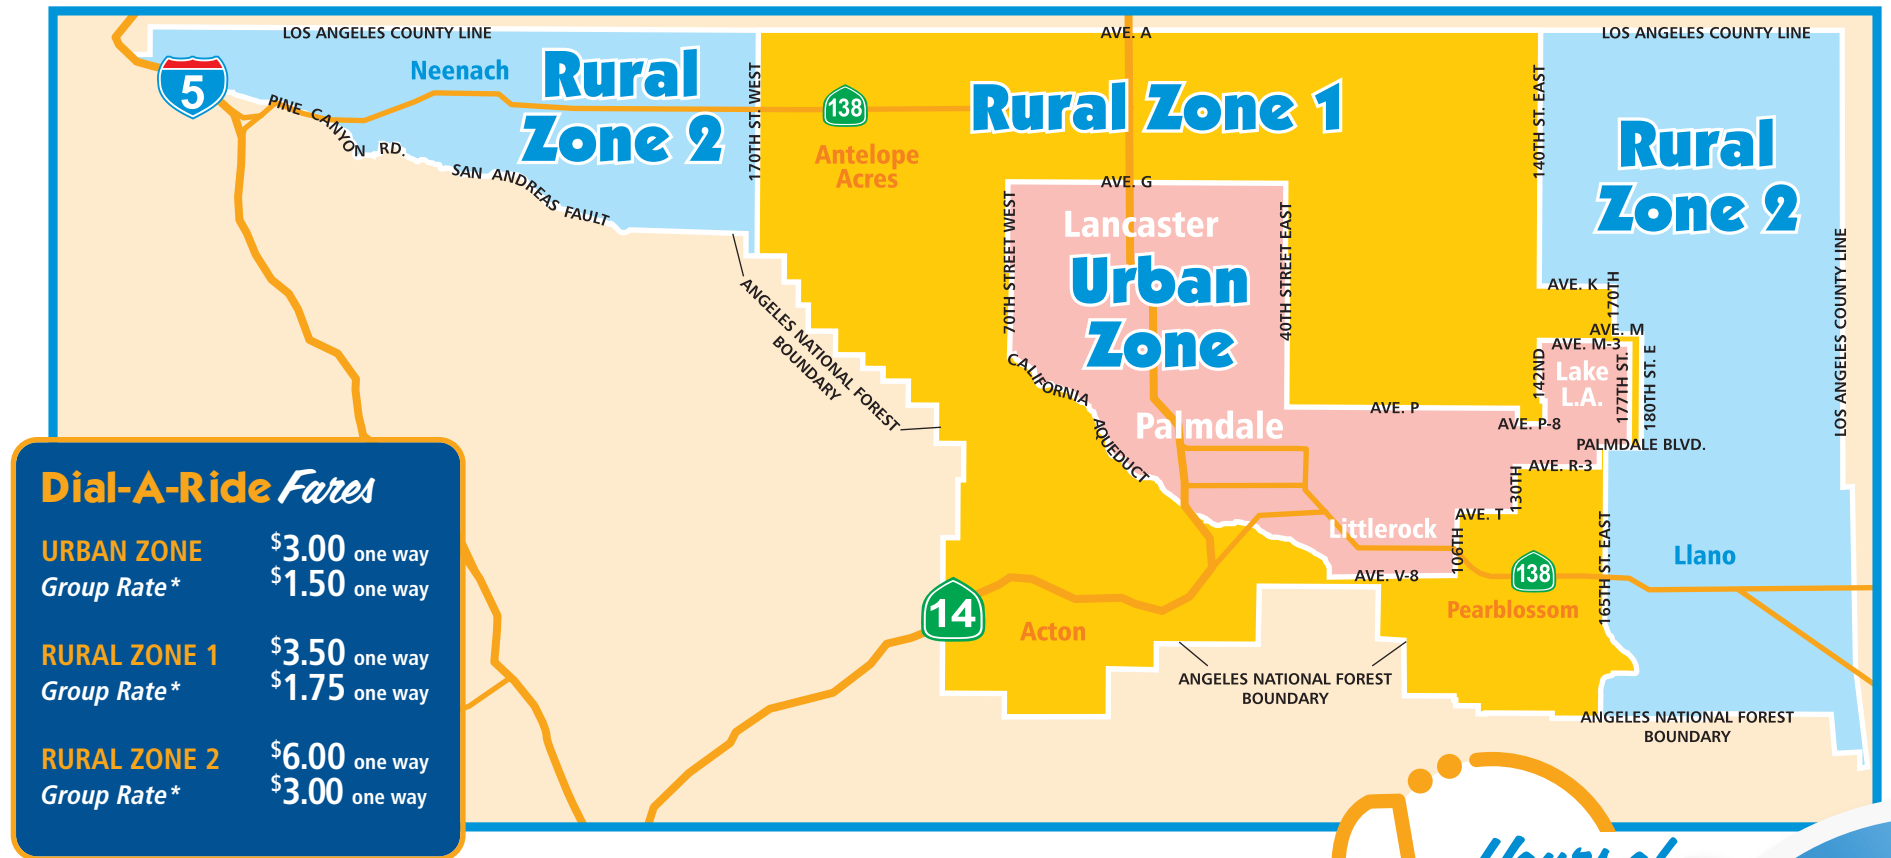 LOS ANGELES COUNTY LINE
AVE. A
LOS ANGELES COUNTY LINE
5
Neenach
Rural
Zone 2
170TH ST. WEST
138
Rural Zone 1
140TH ST. EAST
Rural
Zone 2
PINE CANYON RD.
SAN ANDREAS FAULT
Antelope
Acres
AVE. G
Lancaster
Urban
Zone
70TH STREET WEST
40TH STREET EAST
LOS ANGELES COUNTY LINE
ANGELES NATIONAL FOREST
BOUNDARY
AVE. K
170TH
AVE. M
AVE. M-3
142ND
Lake
L.A.
177TH ST.
180TH ST. E
CALIFORNIA AQUEDUCT
Palmdale
AVE. P
AVE. P-8
PALMDALE BLVD.
AVE. R-3
130TH
AVE. T
Littlerock
106TH
AVE. V-8
138
Pearblossom
165TH ST. EAST
Llano
14
Acton
ANGELES NATIONAL FOREST
BOUNDARY
ANGELES NATIONAL FOREST
BOUNDARY
Dial-A-Ride Fares
URBAN ZONE $3.00 one way
Group Rate* $1.50 one way
RURAL ZONE 1 $3.50 one way
Group Rate* $1.75 one way
RURAL ZONE 2 $6.00 one way
Group Rate* $3.00 one way